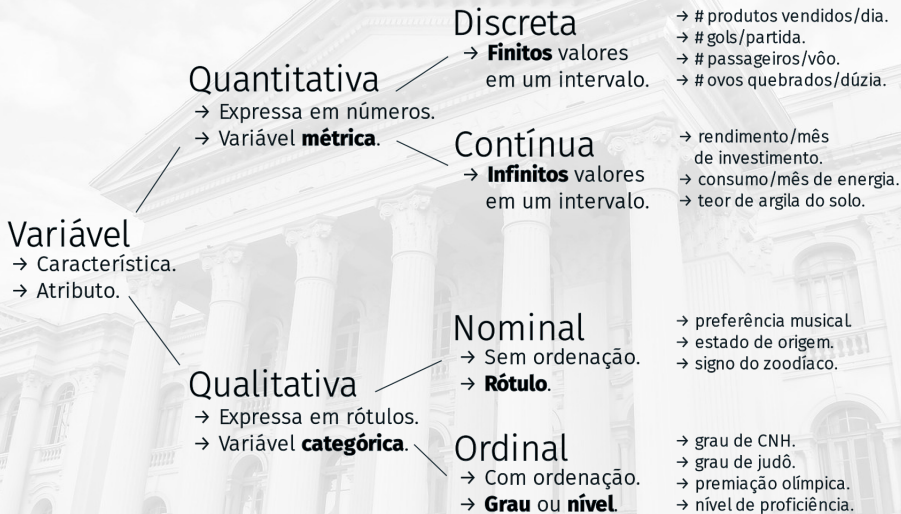 Variável
→ Característica.
→ Atributo.
Quantitativa
→ Expressa em números.
→ Variável métrica.
Discreta
→ Finitos valores
em um intervalo.
→ # produtos vendidos/dia.
→ # gols/partida.
→ # passageiros/vôo.
→ # ovos quebrados/dúzia.
Contínua
→ Infinitos valores
em um intervalo.
→ rendimento/mês
de investimento.
→ consumo/mês de energia.
→ teor de argila do solo.
Qualitativa
→ Expressa em rótulos.
→ Variável categórica.
Nominal
→ Sem ordenação.
→ Rótulo.
→ preferência musical.
→ estado de origem.
→ signo do zoodíaco.
Ordinal
→ Com ordenação.
→ Grau ou nível.
→ grau de CNH.
→ grau de judô.
→ premiação olímpica.
→ nível de proficiência.